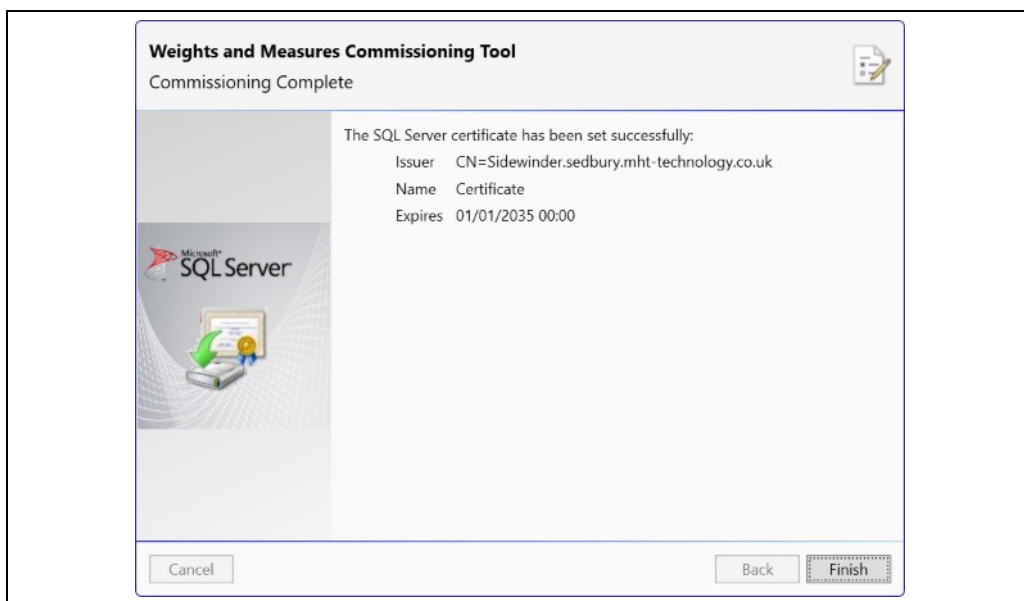 Weights and Measures Commissioning Tool
Commissioning Complete
The SQL Server certificate has been set successfully:
Issuer CN=Sidewinder.sedbury.mht-technology.co.uk
Name Certificate
Expires 01/01/2035 00:00
Microsoft®
SQL Server
Cancel
Back
Finish